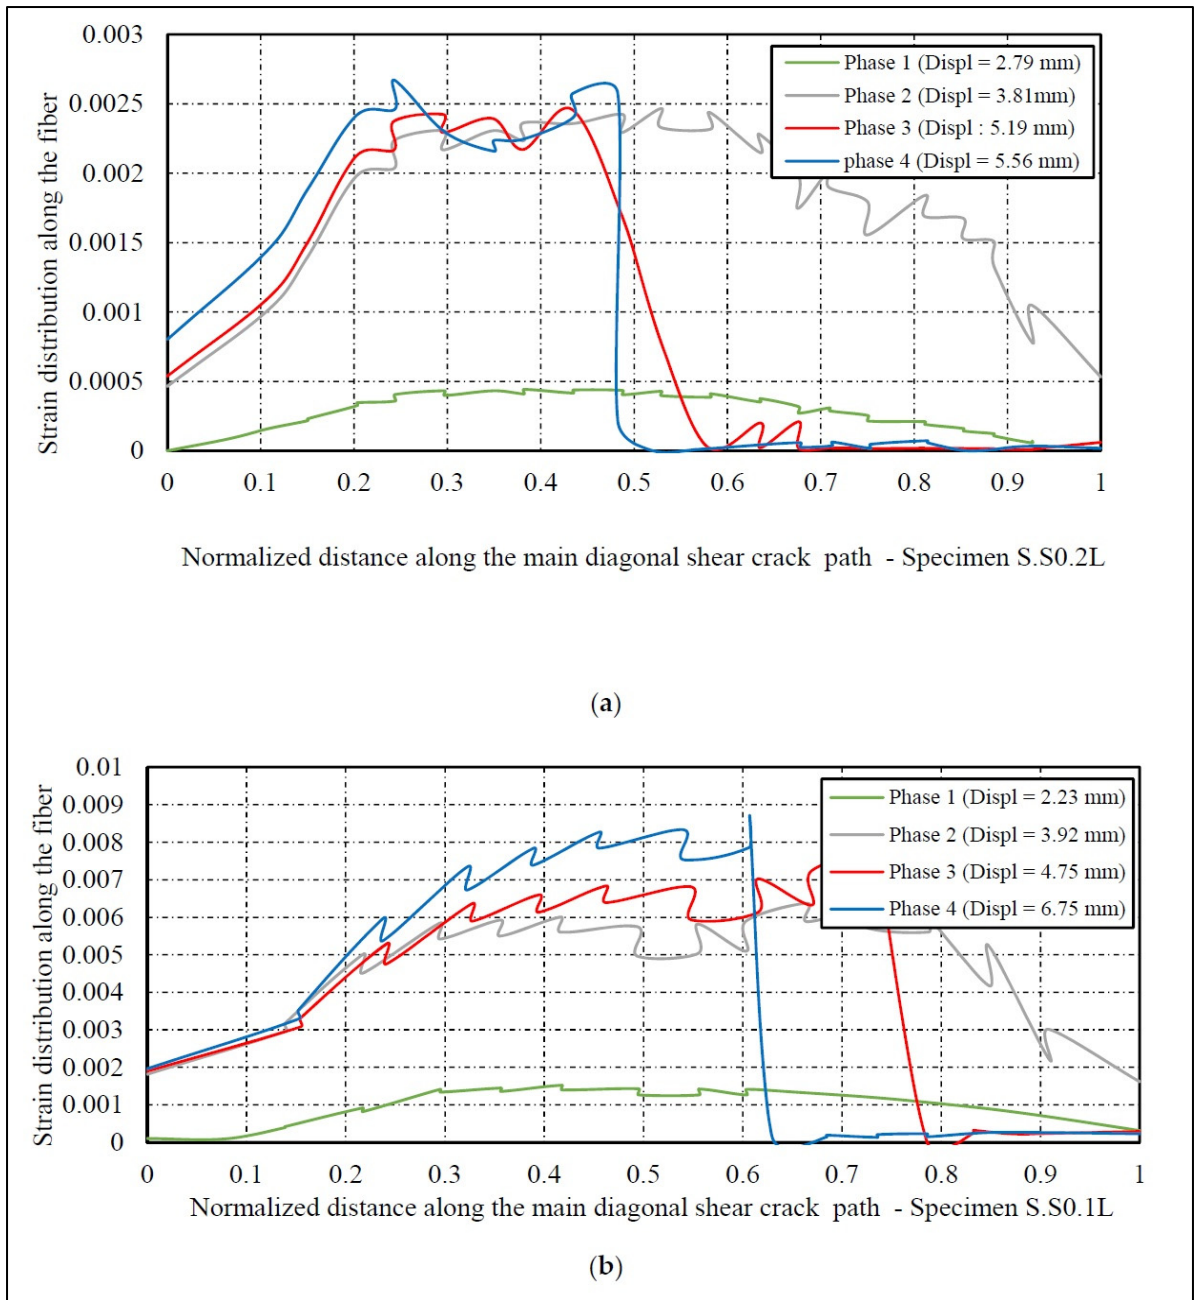 0.003
0.0025
0.002
0.0015
0.001
0.0005
0
Strain distribution along the fiber
Phase 1 (Displ = 2.79 mm)
Phase 2 (Displ = 3.81mm)
Phase 3 (Displ : 5.19 mm)
phase 4 (Displ = 5.56 mm)
0 0.1 0.2 0.3 0.4 0.5 0.6 0.7 0.8 0.9 1
Normalized distance along the main diagonal shear crack path - Specimen S.S0.2L
(a)
0.01
0.009
0.008
0.007
0.006
0.005
0.004
0.003
0.002
0.001
0
Strain distribution along the fiber
Phase 1 (Displ = 2.23 mm)
Phase 2 (Displ = 3.92 mm)
Phase 3 (Displ = 4.75 mm)
Phase 4 (Displ = 6.75 mm)
0 0.1 0.2 0.3 0.4 0.5 0.6 0.7 0.8 0.9 1
Normalized distance along the main diagonal shear crack path - Specimen S.S0.1L
(b)